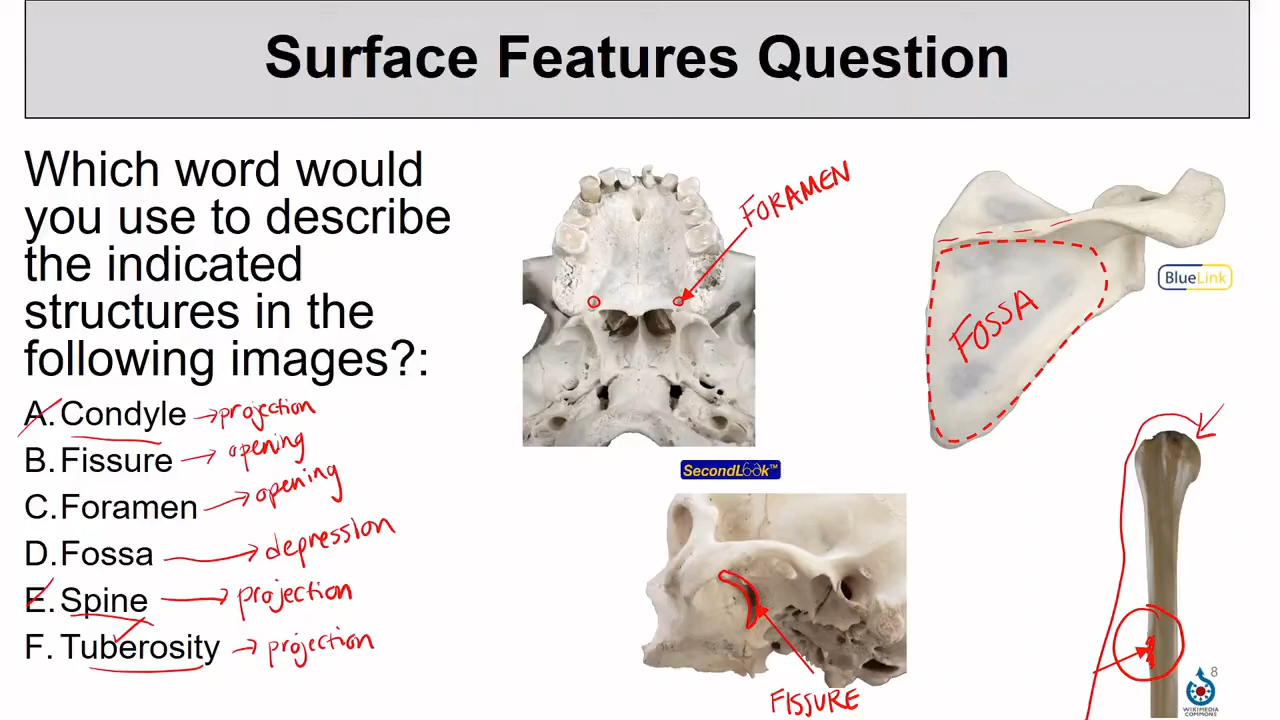 Surface Features Question
Which word would
you use to describe
the indicated
structures in the
following images?:
A. Condyle → projection
B. Fissure → opening
C. Foramen → opening
D. Fossa → depression
E. Spine → projection
F. Tuberosity → projection
FORAMEN
FOSSA
BlueLink
SecondLook™
FISSURE
8
WIKIMEDIA
COMMONS